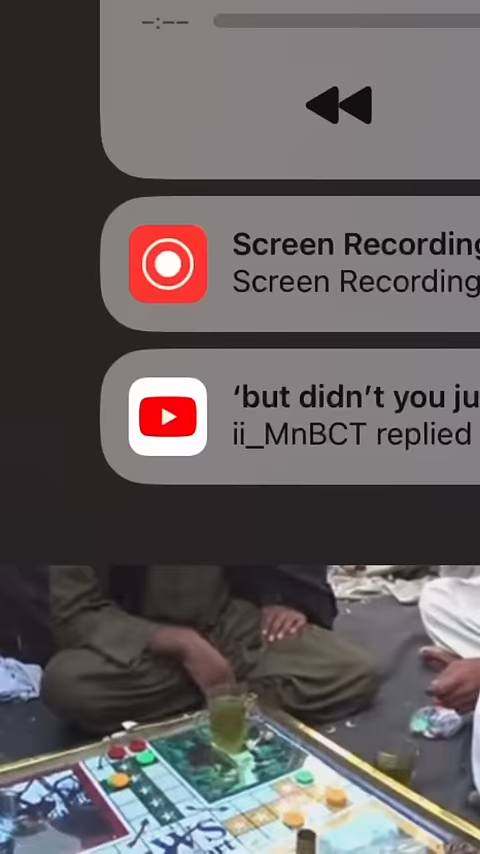 --:--
Screen Recording
Screen Recording
‘but didn’t you ju
ii_MnBCT replied